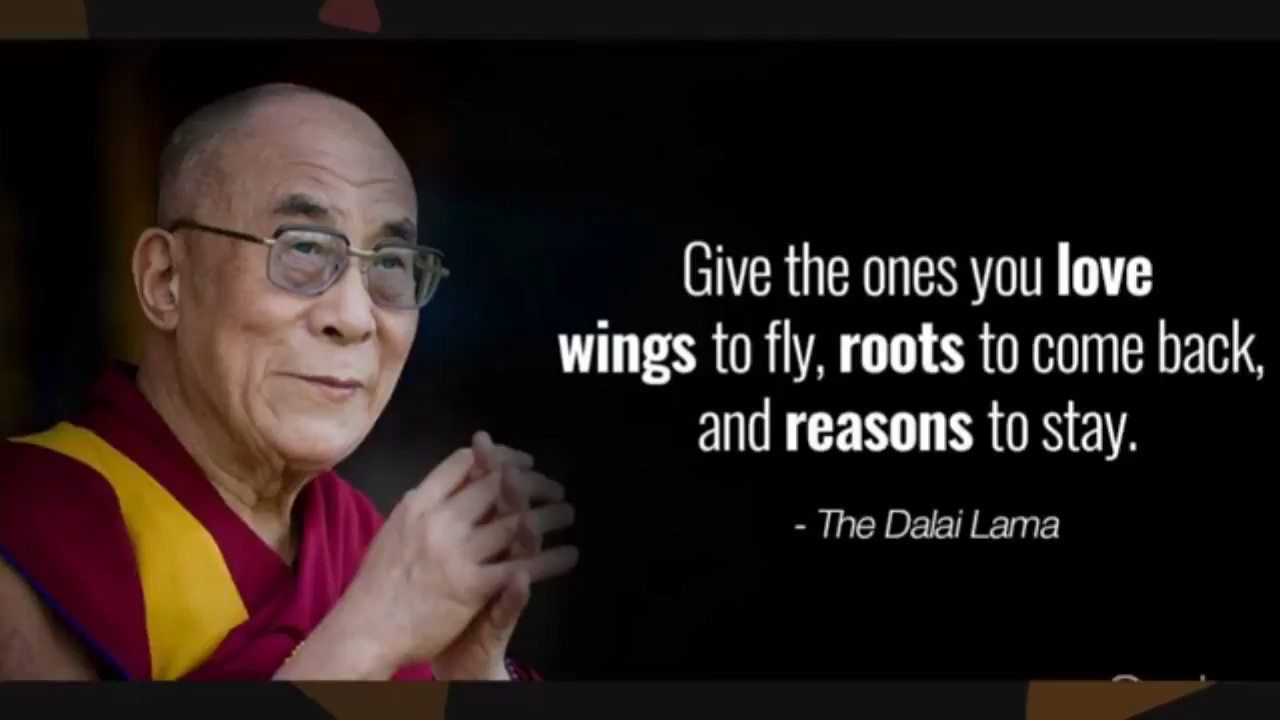 Give the ones you love
wings to fly, roots to come back,
and reasons to stay.
- The Dalai Lama